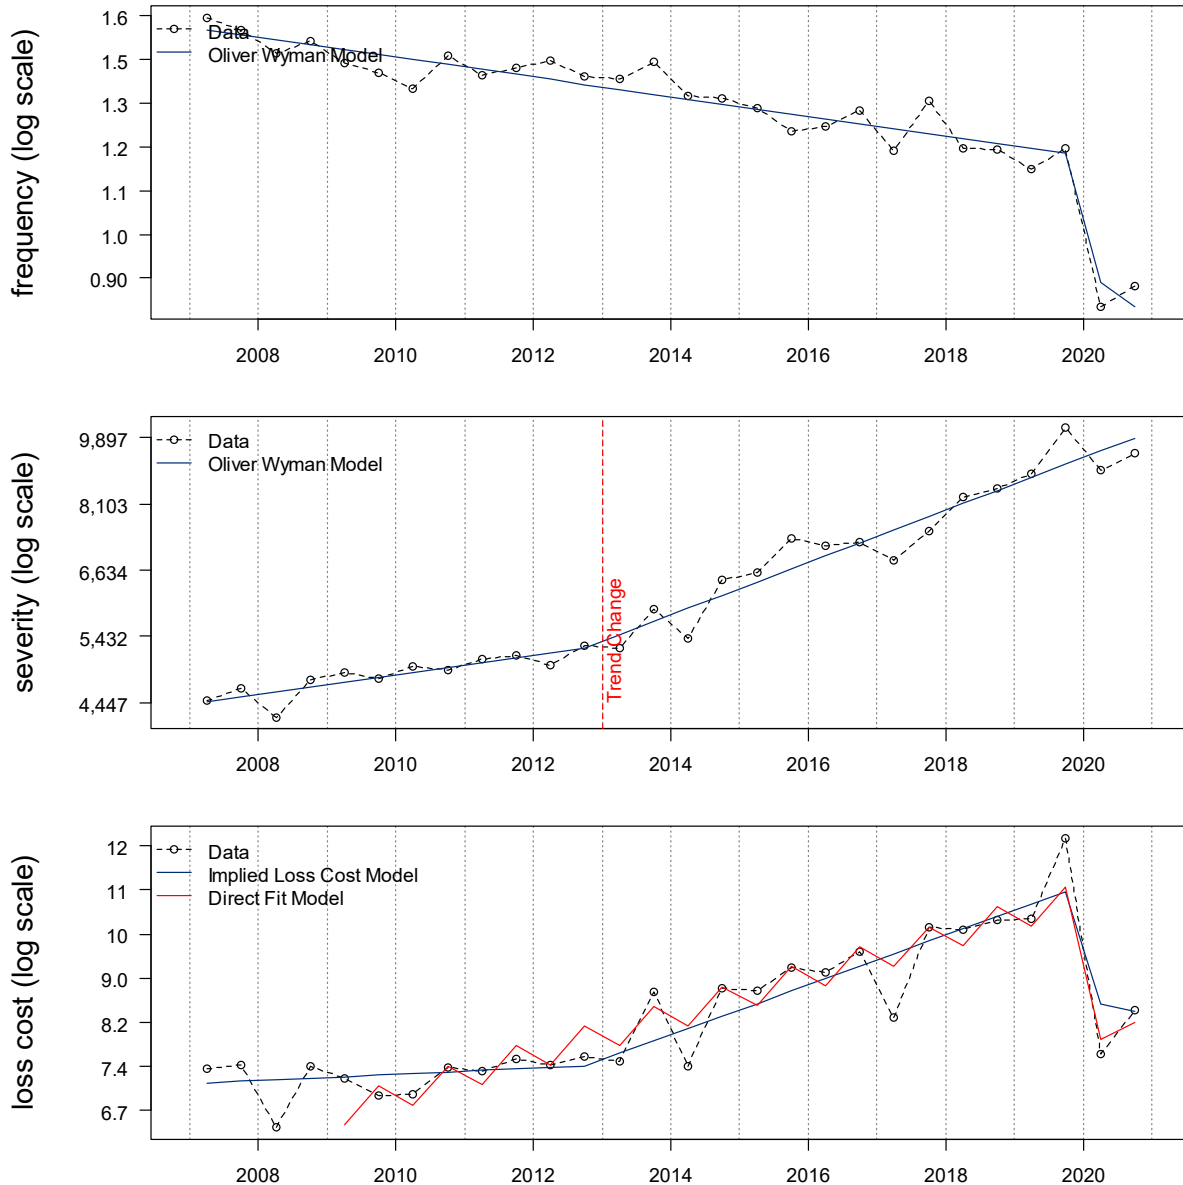 frequency (log scale)
1.6
1.5
1.3
1.2
1.1
1.0
0.90
Data
Oliver Wyman Model
2008 2010 2012 2014 2016 2018 2020
severity (log scale)
9,897
8,103
6,634
5,432
4,447
Data
Oliver Wyman Model
Trend Change
2008 2010 2012 2014 2016 2018 2020
loss cost (log scale)
12
11
10
9.0
8.2
7.4
6.7
Data
Implied Loss Cost Model
Direct Fit Model
2008 2010 2012 2014 2016 2018 2020